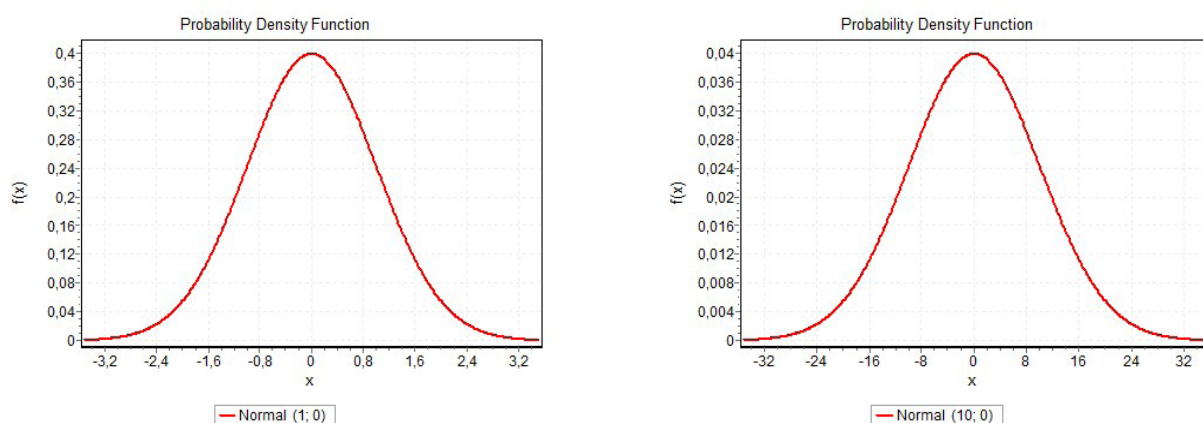 Probability Density Function
f(x)
0,4
0,36
0,32
0,28
0,24
0,2
0,16
0,12
0,08
0,04
0
-3,2 -2,4 -1,6 -0,8 0 0,8 1,6 2,4 3,2
x
Normal (1; 0)
Probability Density Function
f(x)
0,04
0,036
0,032
0,028
0,024
0,02
0,016
0,012
0,008
0,004
0
-32 -24 -16 -8 0 8 16 24 32
x
Normal (10; 0)